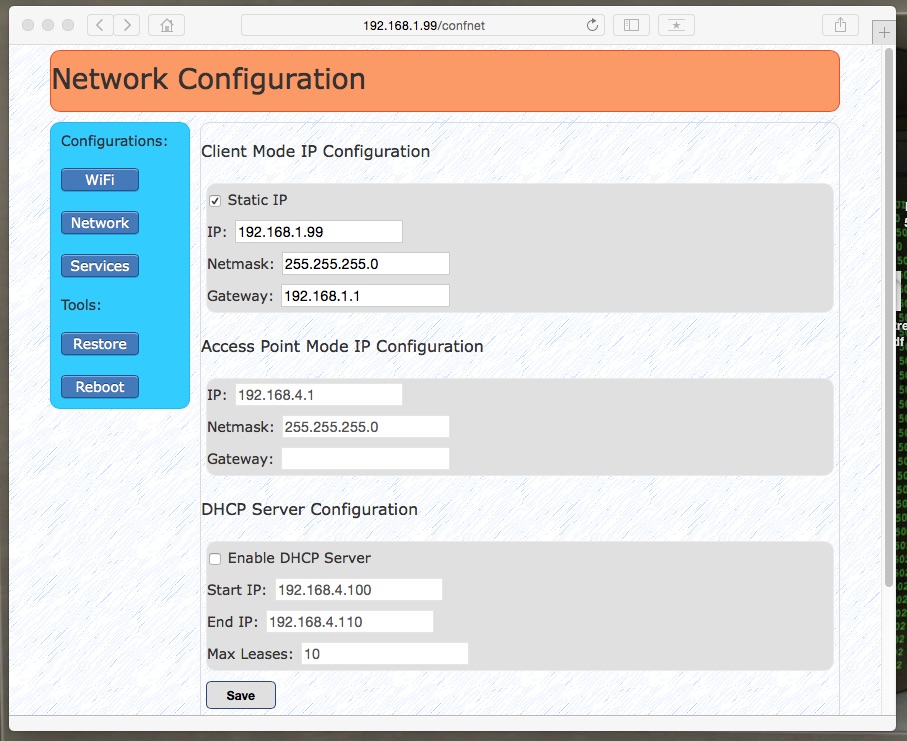 192.168.1.99/confnet
Network Configuration
Configurations:
WiFi
Network
Services
Tools:
Restore
Reboot
Client Mode IP Configuration
Static IP
IP: 192.168.1.99
Netmask: 255.255.255.0
Gateway: 192.168.1.1
Access Point Mode IP Configuration
IP: 192.168.4.1
Netmask: 255.255.255.0
Gateway:
DHCP Server Configuration
Enable DHCP Server
Start IP: 192.168.4.100
End IP: 192.168.4.110
Max Leases: 10
Save